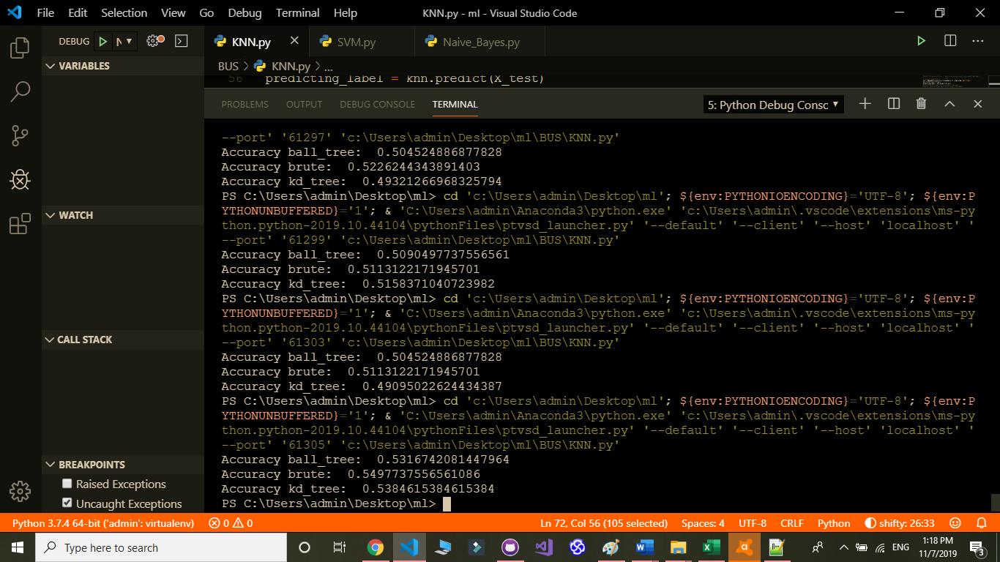 File Edit Selection View Go Debug Terminal Help KNN.py - ml - Visual Studio Code
DEBUG N KNN.py SVM.py Naive_Bayes.py
VARIABLES
BUS > KNN.py > ...
56 predicting_label = knn.predict(X_test)
PROBLEMS OUTPUT DEBUG CONSOLE TERMINAL 5: Python Debug Consc
--port' '61297' 'c:\Users\admin\Desktop\ml\BUS\KNN.py'
Accuracy ball_tree:  0.504524886877828
Accuracy brute:  0.5226244343891403
Accuracy kd_tree:  0.49321266968325794
PS C:\Users\admin\Desktop\ml> cd 'c:\Users\admin\Desktop\ml'; ${env:PYTHONIOENCODING}='UTF-8'; ${env:P
YTHONUNBUFFERED}='1'; & 'C:\Users\admin\Anaconda3\python.exe' 'c:\Users\admin\.vscode\extensions\ms-py
thon.python-2019.10.44104\pythonFiles\ptvsd_launcher.py' '--default' '--client' '--host' 'localhost' '
--port' '61299' 'c:\Users\admin\Desktop\ml\BUS\KNN.py'
Accuracy ball_tree:  0.5090497737556561
Accuracy brute:  0.5113122171945701
Accuracy kd_tree:  0.5158371040723982
PS C:\Users\admin\Desktop\ml> cd 'c:\Users\admin\Desktop\ml'; ${env:PYTHONIOENCODING}='UTF-8'; ${env:P
YTHONUNBUFFERED}='1'; & 'C:\Users\admin\Anaconda3\python.exe' 'c:\Users\admin\.vscode\extensions\ms-py
thon.python-2019.10.44104\pythonFiles\ptvsd_launcher.py' '--default' '--client' '--host' 'localhost' '
--port' '61303' 'c:\Users\admin\Desktop\ml\BUS\KNN.py'
Accuracy ball_tree:  0.504524886877828
Accuracy brute:  0.5113122171945701
Accuracy kd_tree:  0.49095022624434387
PS C:\Users\admin\Desktop\ml> cd 'c:\Users\admin\Desktop\ml'; ${env:PYTHONIOENCODING}='UTF-8'; ${env:P
YTHONUNBUFFERED}='1'; & 'C:\Users\admin\Anaconda3\python.exe' 'c:\Users\admin\.vscode\extensions\ms-py
thon.python-2019.10.44104\pythonFiles\ptvsd_launcher.py' '--default' '--client' '--host' 'localhost' '
--port' '61305' 'c:\Users\admin\Desktop\ml\BUS\KNN.py'
Accuracy ball_tree:  0.5316742081447964
Accuracy brute:  0.5497737556561086
Accuracy kd_tree:  0.5384615384615384
PS C:\Users\admin\Desktop\ml>
WATCH
CALL STACK
BREAKPOINTS
Raised Exceptions
Uncaught Exceptions
Python 3.7.4 64-bit ('admin': virtualenv) 0 0 Ln 72, Col 56 (105 selected) Spaces: 4 UTF-8 CRLF Python shifty: 26:33
Type here to search ENG 1:18 PM
11/7/2019 3